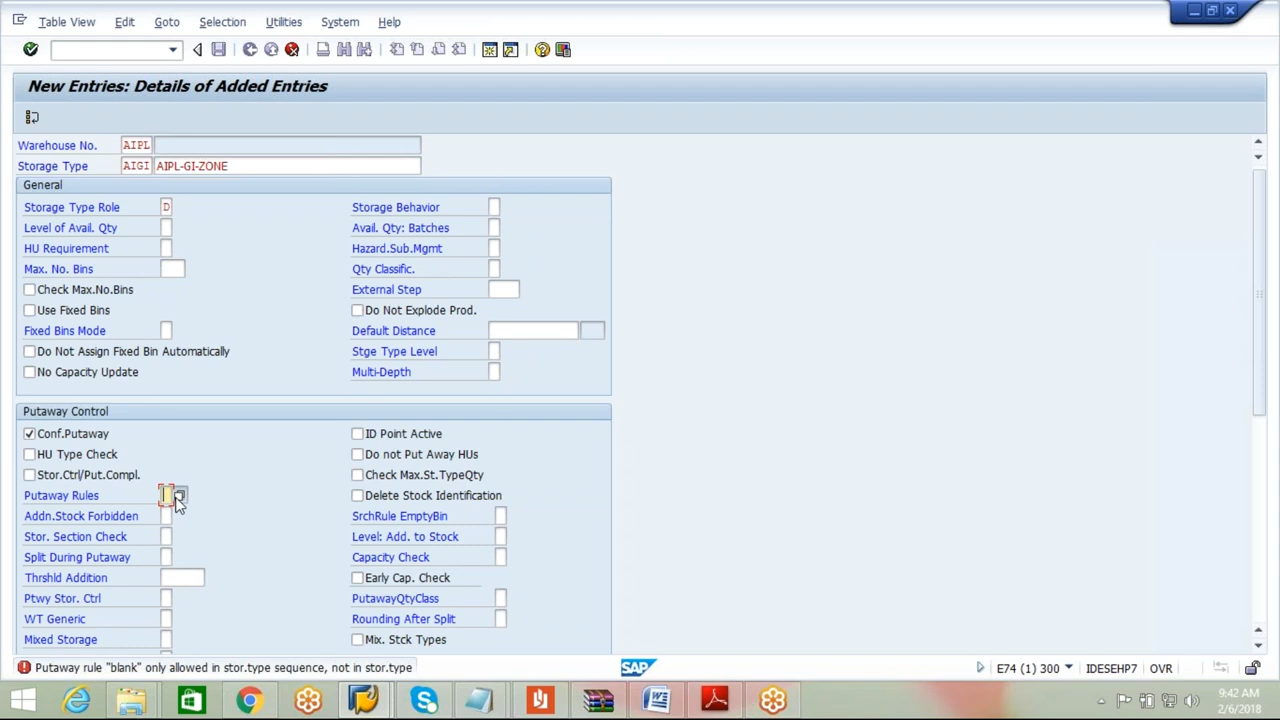 Table View Edit Goto Selection Utilities System Help
New Entries: Details of Added Entries
Warehouse No. AIPL
Storage Type AIGI AIPL-GI-ZONE
General
Storage Type Role D Storage Behavior
Level of Avail. Qty Avail. Qty: Batches
HU Requirement Hazard.Sub.Mgmt
Max. No. Bins Qty Classific.
Check Max.No.Bins External Step
Use Fixed Bins Do Not Explode Prod.
Fixed Bins Mode Default Distance
Do Not Assign Fixed Bin Automatically Stge Type Level
No Capacity Update Multi-Depth
Putaway Control
Conf.Putaway ID Point Active
HU Type Check Do not Put Away HUs
Stor.Ctrl/Put.Compl. Check Max.St.TypeQty
Putaway Rules Delete Stock Identification
Addn.Stock Forbidden SrchRule EmptyBin
Stor. Section Check Level: Add. to Stock
Split During Putaway Capacity Check
Thrshld Addition Early Cap. Check
Ptwy Stor. Ctrl PutawayQtyClass
WT Generic Rounding After Split
Mixed Storage Mix. Stck Types
Putaway rule "blank" only allowed in stor.type sequence, not in stor.type SAP E74 (1) 300 IDESEHP7 OVR
9:42 AM
2/6/2018